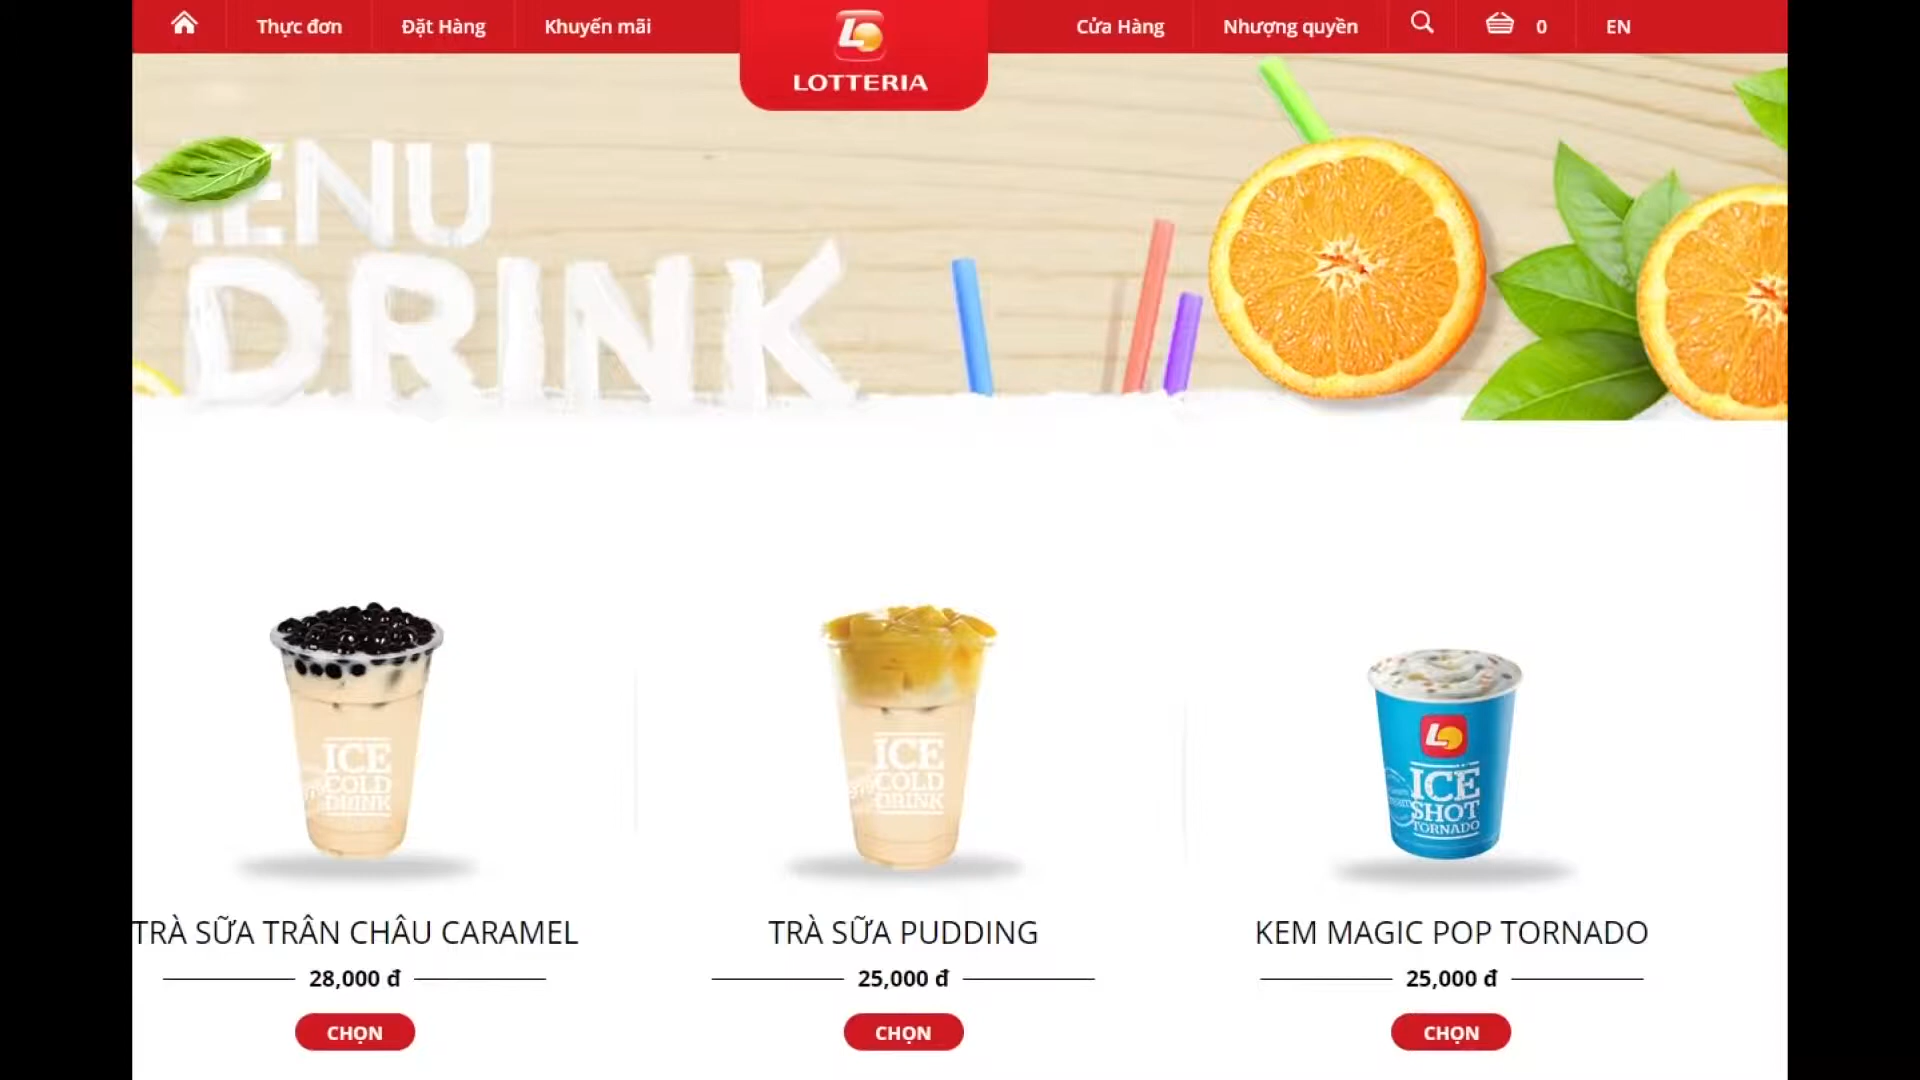 Thực đơn
Đặt Hàng
Khuyến mãi
LOTTERIA
Cửa Hàng
Nhượng quyền
0
EN
MENU
DRINK
ICE
COLD
DRINK
ICE
COLD
DRINK
ICE
SHOT
TORNADO
TRÀ SỮA TRÂN CHÂU CARAMEL
TRÀ SỮA PUDDING
KEM MAGIC POP TORNADO
28,000 đ
25,000 đ
25,000 đ
CHỌN
CHỌN
CHỌN